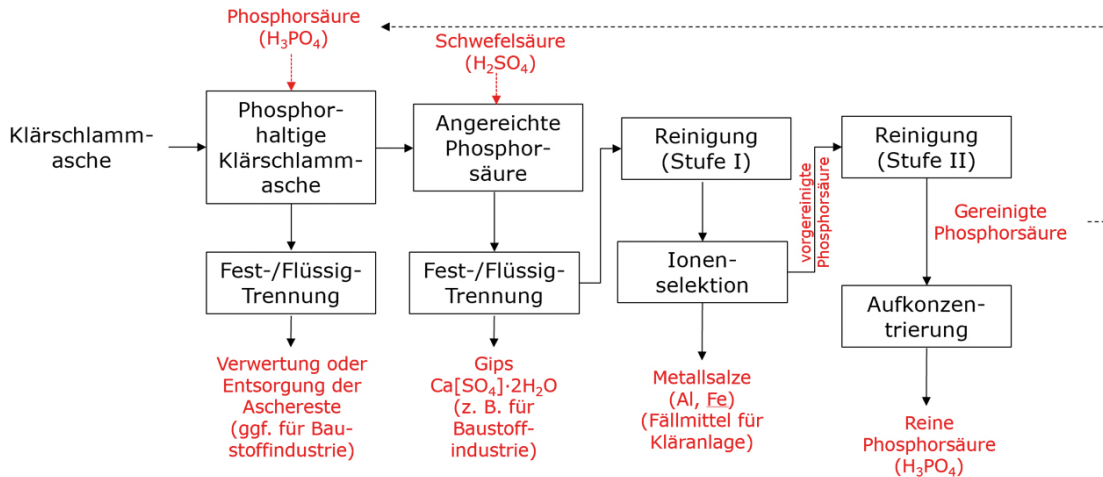 Phosphorsäure
(H₃PO₄)
Schwefelsäure
(H₂SO₄)
Klärschlamm-
asche
Phosphor-
haltige
Klärschlamm-
asche
Angereichte
Phosphor-
säure
Reinigung
(Stufe I)
vorgereinigte
Phosphorsäure
Reinigung
(Stufe II)
Gereinigte
Phosphorsäure
Fest-/Flüssig-
Trennung
Fest-/Flüssig-
Trennung
Ionen-
selektion
Aufkonzen-
trierung
Verwertung oder
Entsorgung der
Aschereste
(ggf. für Bau-
stoffindustrie)
Gips
Ca[SO₄]·2H₂O
(z. B. für
Baustoff-
industrie)
Metallsalze
(Al, Fe)
(Fällmittel für
Kläranlage)
Reine
Phosphorsäure
(H₃PO₄)